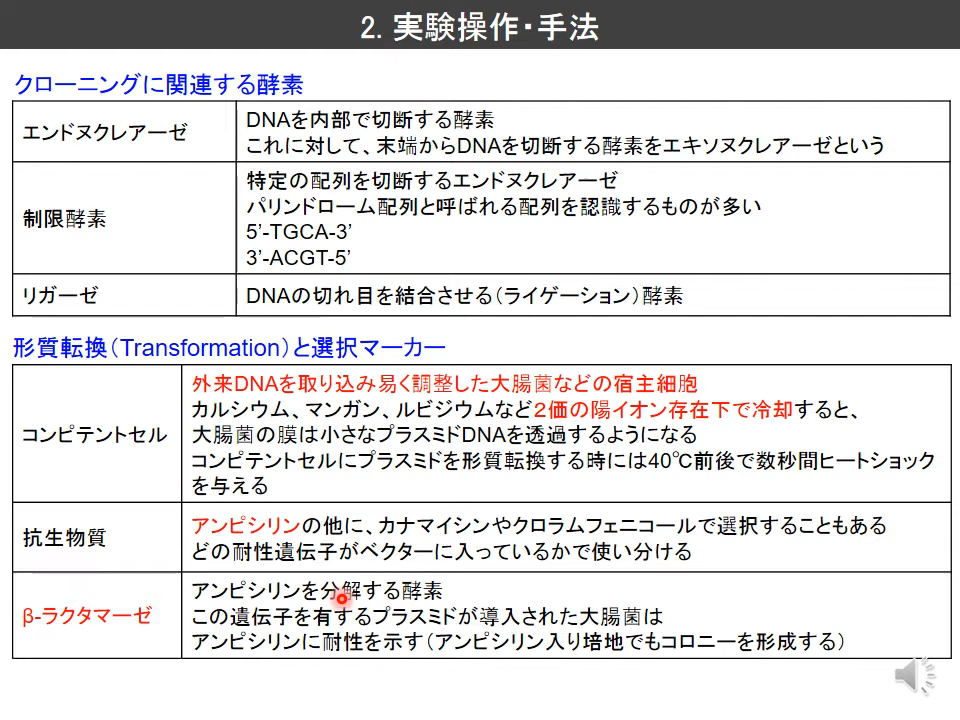 2. 実験操作・手法
クローニングに関連する酵素
エンドヌクレアーゼ
DNAを内部で切断する酵素
これに対して、末端からDNAを切断する酵素をエキソヌクレアーゼという
制限酵素
特定の配列を切断するエンドヌクレアーゼ
パリンドローム配列と呼ばれる配列を認識するものが多い
5’-TGCA-3’
3’-ACGT-5’
リガーゼ
DNAの切れ目を結合させる（ライゲーション）酵素
形質転換（Transformation）と選択マーカー
コンピテントセル
外来DNAを取り込み易く調整した大腸菌などの宿主細胞
カルシウム、マンガン、ルビジウムなど２価の陽イオン存在下で冷却すると、
大腸菌の膜は小さなプラスミドDNAを透過するようになる
コンピテントセルにプラスミドを形質転換する時には40℃前後で数秒間ヒートショック
を与える
抗生物質
アンピシリンの他に、カナマイシンやクロラムフェニコールで選択することもある
どの耐性遺伝子がベクターに入っているかで使い分ける
β-ラクタマーゼ
アンピシリンを分解する酵素
この遺伝子を有するプラスミドが導入された大腸菌は
アンピシリンに耐性を示す（アンピシリン入り培地でもコロニーを形成する）